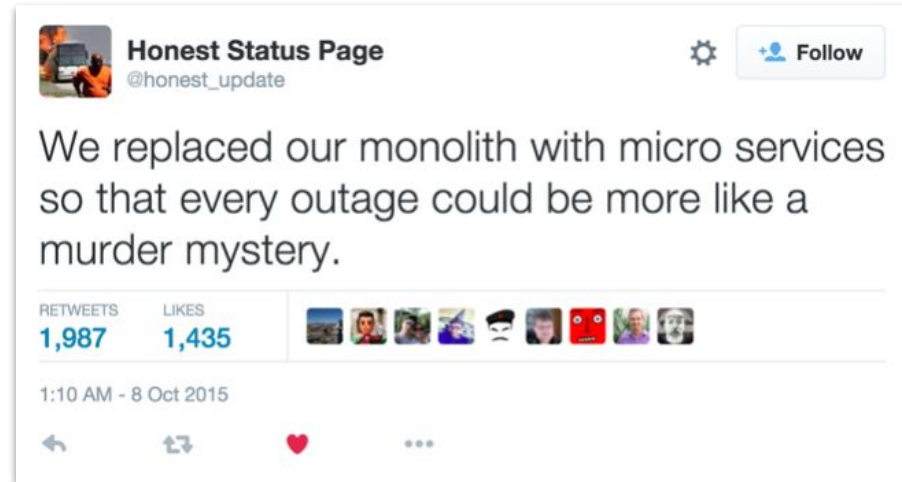 Honest Status Page
@honest_update
Follow
We replaced our monolith with micro services
so that every outage could be more like a
murder mystery.
RETWEETS LIKES
1,987 1,435
1:10 AM - 8 Oct 2015